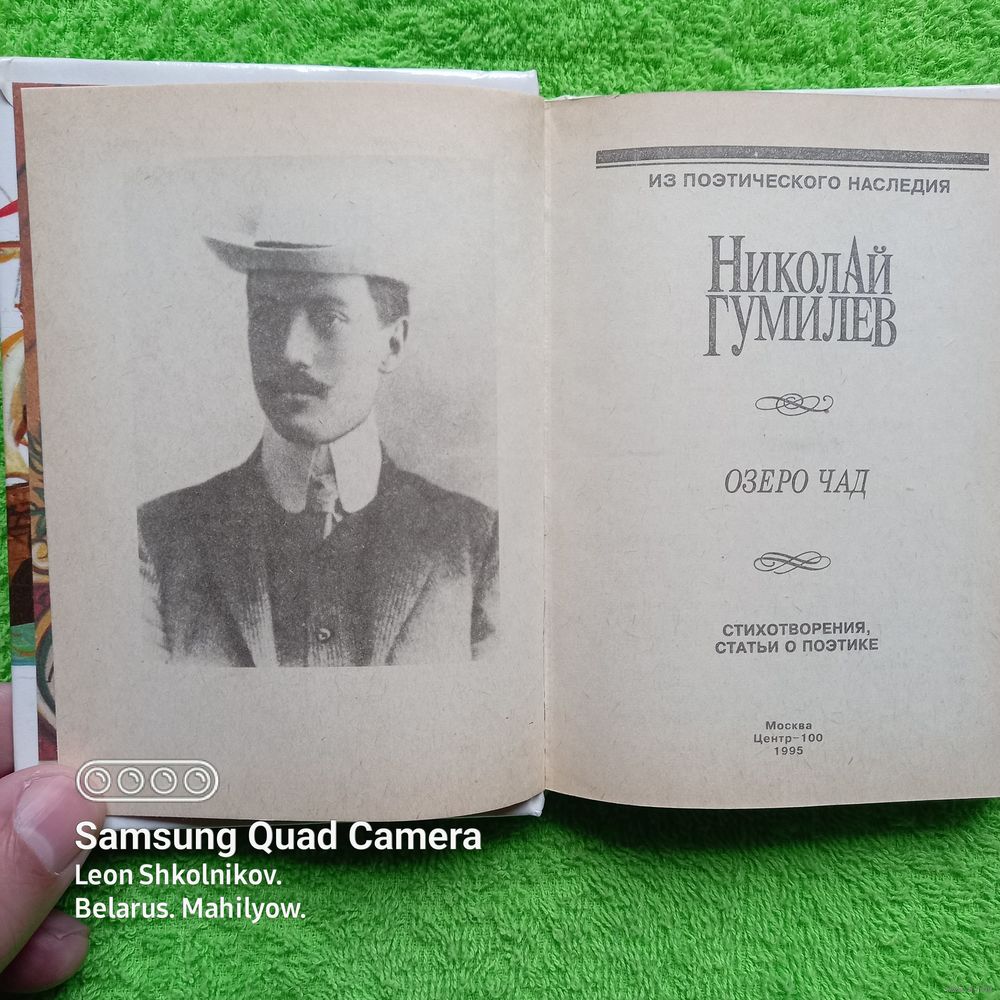 ИЗ ПОЭТИЧЕСКОГО НАСЛЕДИЯ
НИКОЛАЙ
ГУМИЛЕВ
ОЗЕРО ЧАД
СТИХОТВОРЕНИЯ,
СТАТЬИ О ПОЭТИКЕ
Москва
Центр-100
1995
Samsung Quad Camera
Leon Shkolnikov.
Belarus. Mahilyow.